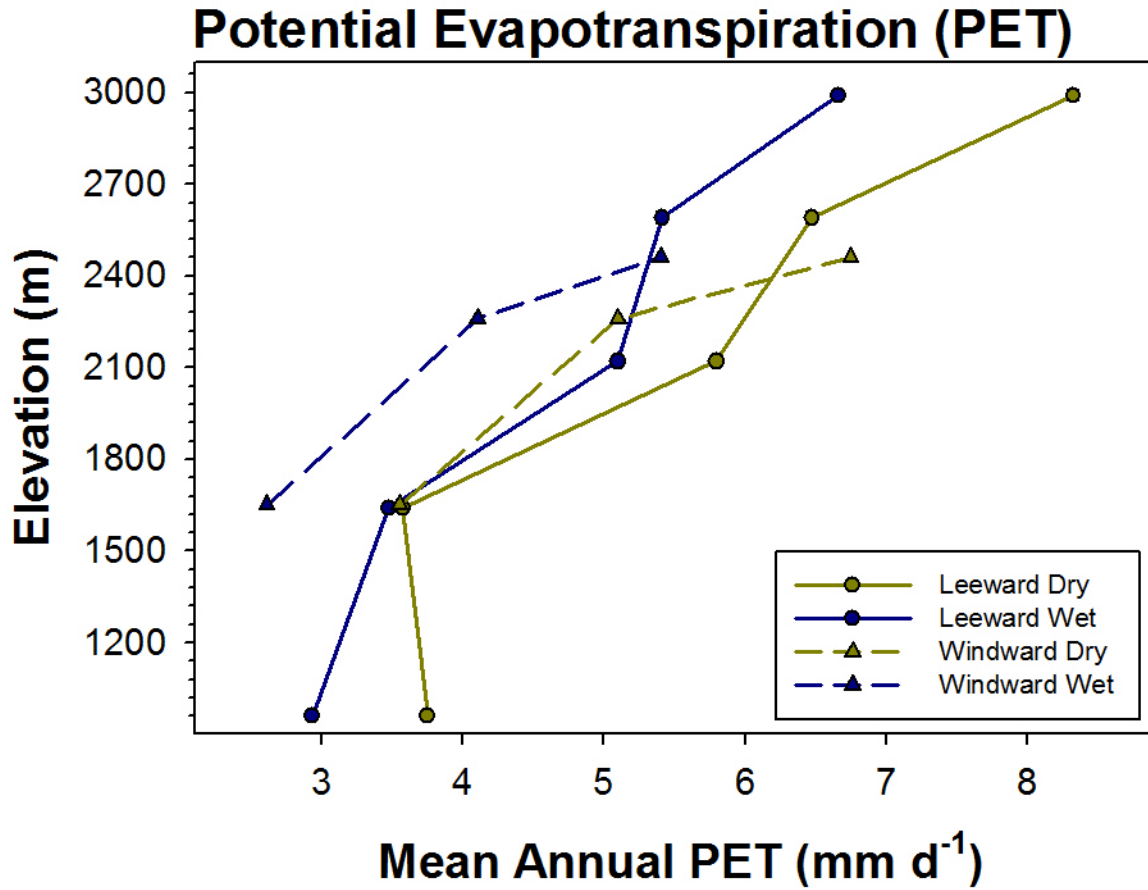 Potential Evapotranspiration (PET)
3000
2700
2400
2100
1800
1500
1200
Elevation (m)
Leeward Dry
Leeward Wet
Windward Dry
Windward Wet
3 4 5 6 7 8
Mean Annual PET (mm d⁻¹)